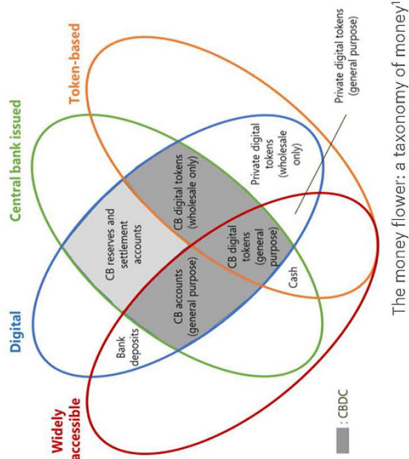 The money flower: a taxonomy of money¹
Widely
accessible
Digital
Central bank issued
Token-based
Bank
deposits
CB reserves and
settlement
accounts
CB accounts
(general purpose)
CB digital tokens
(wholesale only)
CB digital
tokens
(general
purpose)
Private digital
tokens
(wholesale
only)
Cash
Private digital tokens
(general purpose)
: CBDC